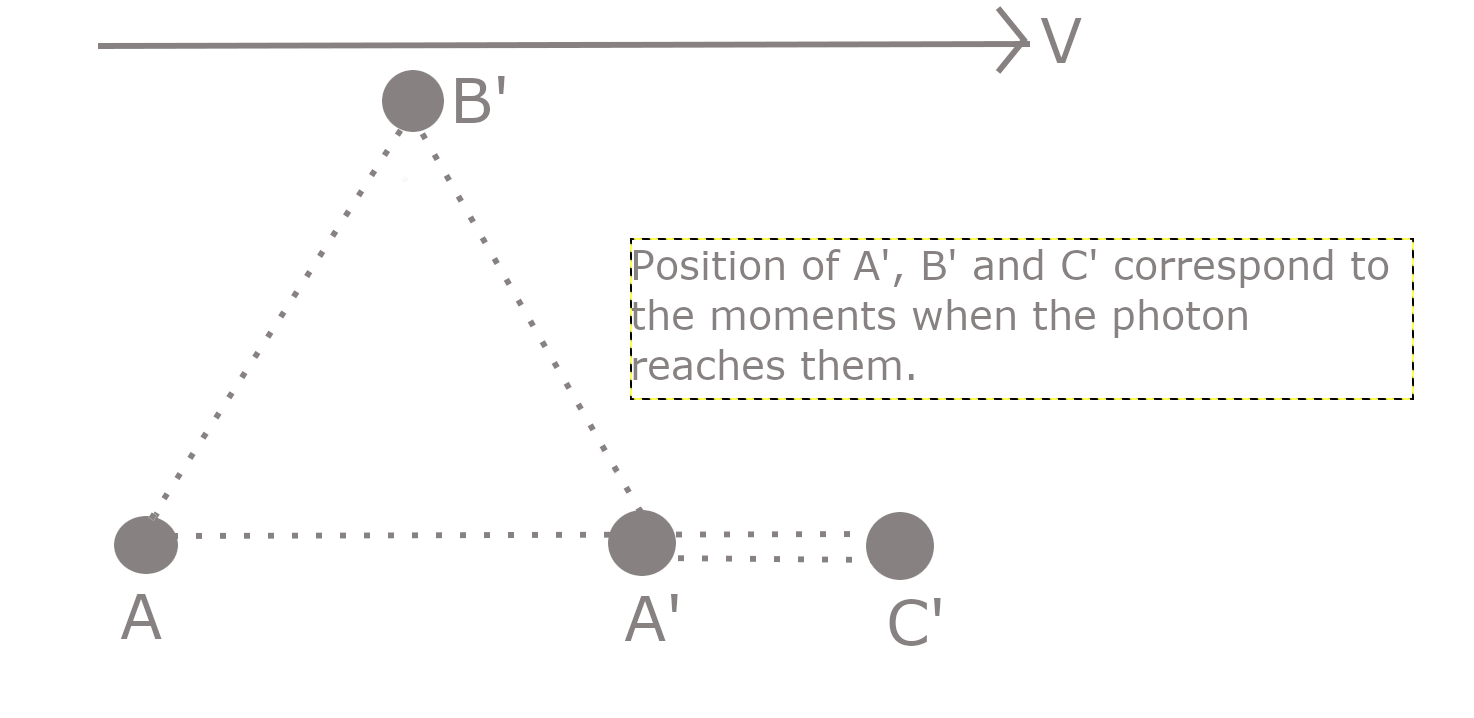 V
B'
Position of A', B' and C' correspond to
the moments when the photon
reaches them.
A
A'
C'